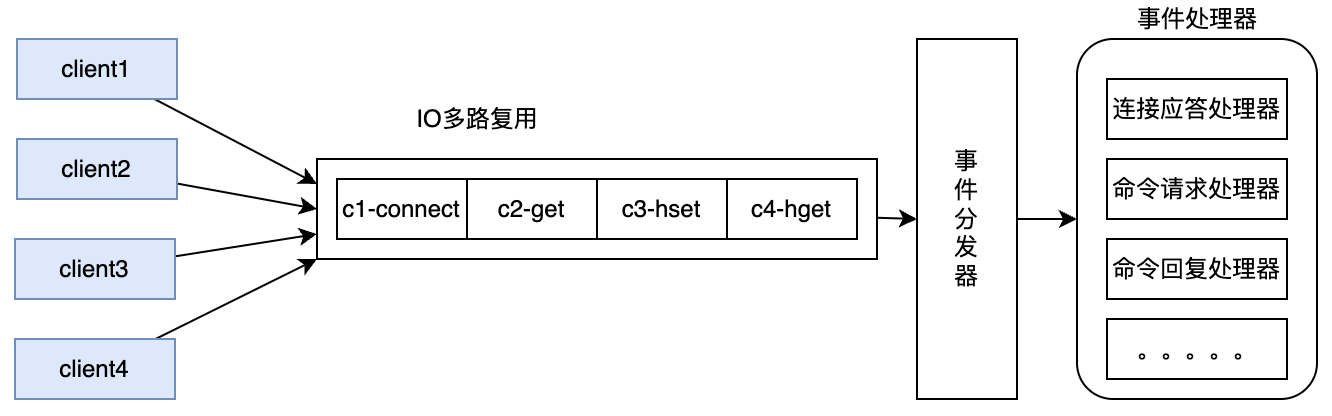 事件处理器
client1
client2
client3
client4
IO多路复用
c1-connect
c2-get
c3-hset
c4-hget
事件分发器
连接应答处理器
命令请求处理器
命令回复处理器
。。。。。